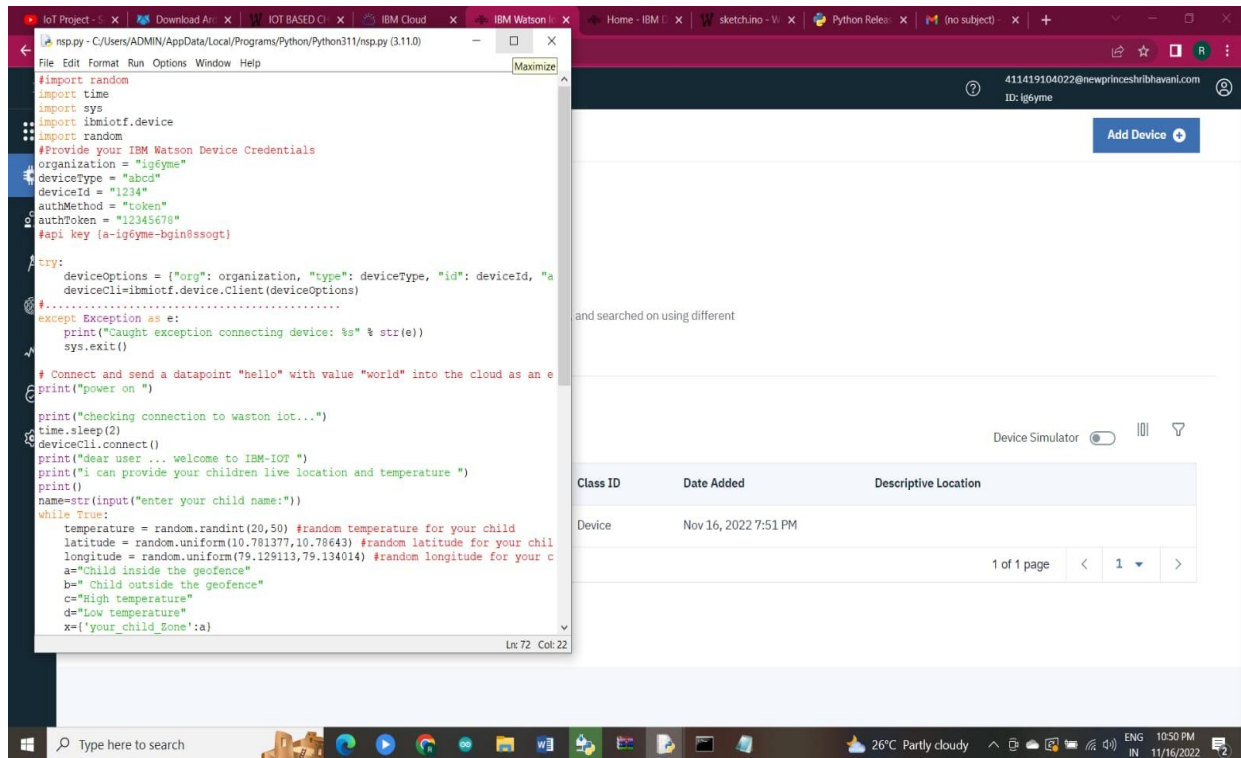 IoT Project - S
Download Ard
IOT BASED CH
IBM Cloud
IBM Watson Io
Home - IBM D
sketch.ino - W
Python Releas
(no subject) -
nsp.py - C:/Users/ADMIN/AppData/Local/Programs/Python/Python311/nsp.py (3.11.0)
File Edit Format Run Options Window Help
Maximize
#import random
import time
import sys
import ibmiotf.device
import random
#Provide your IBM Watson Device Credentials
organization = "ig6yme"
deviceType = "abcd"
deviceId = "1234"
authMethod = "token"
authToken = "12345678"
#api key {a-ig6yme-bgin8ssogt}
try:
deviceOptions = {"org": organization, "type": deviceType, "id": deviceId, "a
deviceCli=ibmiotf.device.Client(deviceOptions)
#..............................................
except Exception as e:
print("Caught exception connecting device: %s" % str(e))
sys.exit()
# Connect and send a datapoint "hello" with value "world" into the cloud as an e
print("power on ")
print("checking connection to waston iot...")
time.sleep(2)
deviceCli.connect()
print("dear user ... welcome to IBM-IOT ")
print("i can provide your children live location and temperature ")
print()
name=str(input("enter your child name:"))
while True:
temperature = random.randint(20,50) #random temperature for your child
latitude = random.uniform(10.781377,10.78643) #random latitude for your chil
longitude = random.uniform(79.129113,79.134014) #random longitude for your c
a="Child inside the geofence"
b=" Child outside the geofence"
c="High temperature"
d="Low temperature"
x={'your_child_Zone':a}
Ln: 72 Col: 22
R
411419104022@newprinceshribhavani.com
ID: ig6yme
Add Device
and searched on using different
Device Simulator
Class ID Date Added Descriptive Location
Device Nov 16, 2022 7:51 PM
1 of 1 page 1
Type here to search
26°C Partly cloudy
ENG
IN
10:50 PM
11/16/2022
2